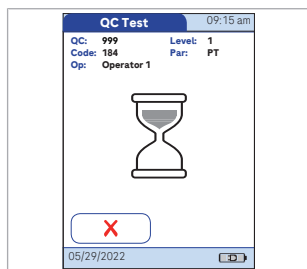 QC Test 09:15 am
QC: 999 Level: 1
Code: 184 Par: PT
Op: Operator 1
05/29/2022